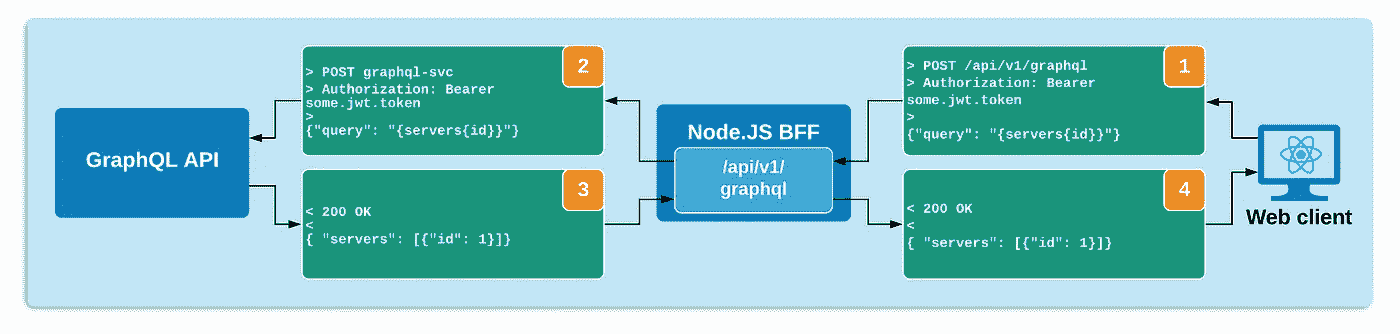 GraphQL API
2
> POST graphql-svc
> Authorization: Bearer
some.jwt.token
>
{"query": "{servers{id}}"}
3
< 200 OK
<
{ "servers": [{"id": 1}]}
Node.JS BFF
/api/v1/
graphql
1
> POST /api/v1/graphql
> Authorization: Bearer
some.jwt.token
>
{"query": "{servers{id}}"}
4
< 200 OK
<
{ "servers": [{"id": 1}]}
Web client